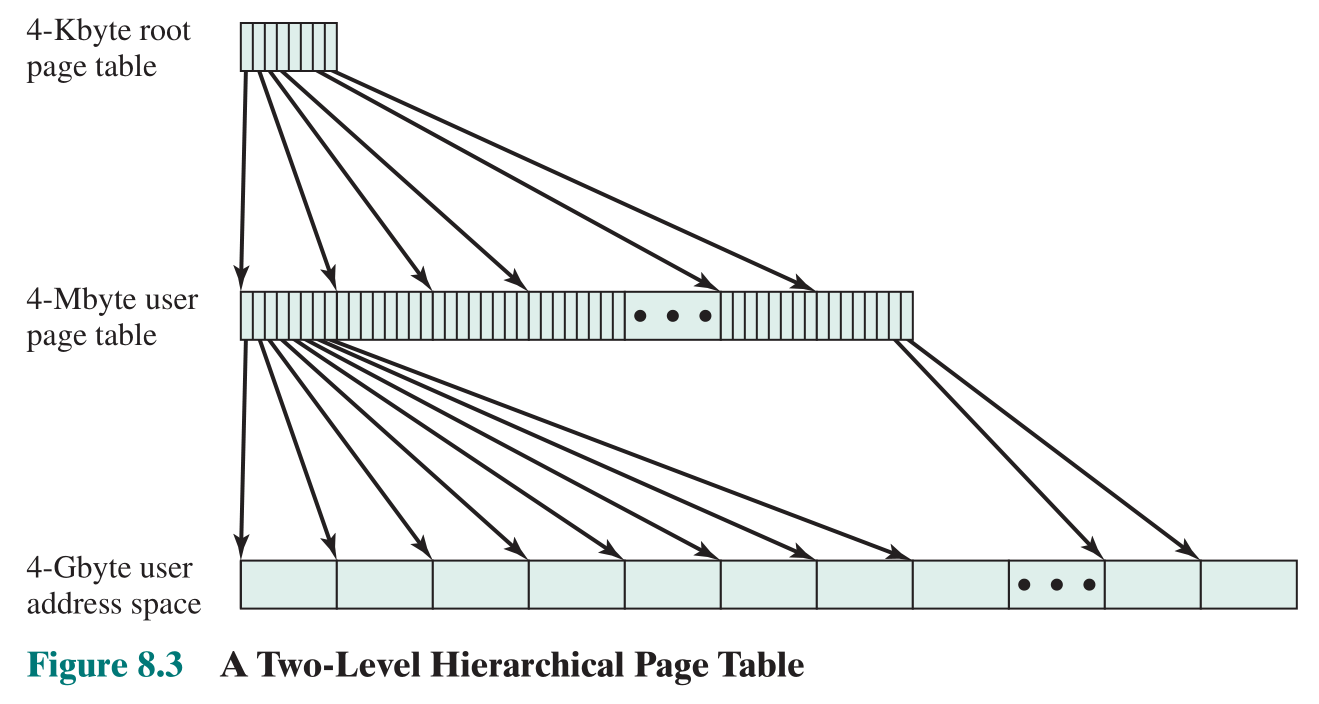 4-Kbyte root
page table
4-Mbyte user
page table
4-Gbyte user
address space
Figure 8.3 A Two-Level Hierarchical Page Table